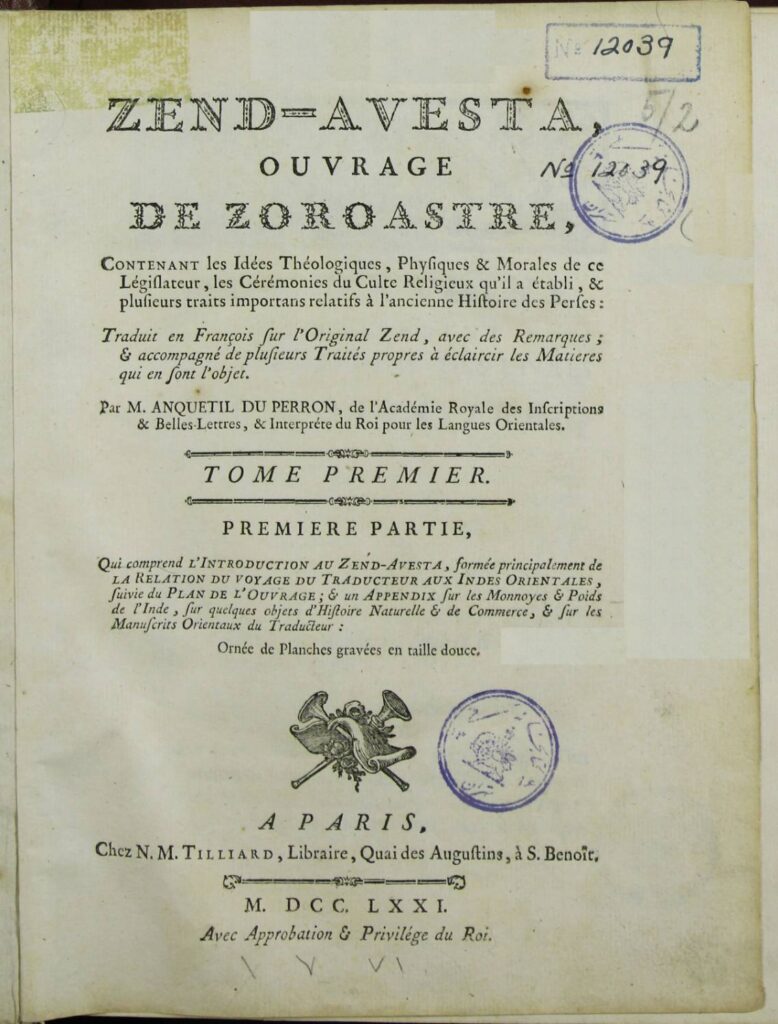 Nº 12039
5/2
ZEND=AVESTA,
OUVRAGE
Nº 12039
DE ZOROASTRE,
CONTENANT les Idées Théologiques, Phyſiques & Morales de ce
Légiſlateur, les Cérémonies du Culte Religieux qu'il a établi, &
pluſieurs traits importans relatifs à l'ancienne Hiſtoire des Perſes:
Traduit en François ſur l'Original Zend, avec des Remarques;
& accompagné de pluſieurs Traités propres à éclaircir les Matieres
qui en ſont l'objet.
Par M. ANQUETIL DU PERRON, de l'Académie Royale des Inſcriptions
& Belles-Lettres, & Interpréte du Roi pour les Langues Orientales.
TOME PREMIER.
PREMIERE PARTIE,
Qui comprend L'INTRODUCTION AU ZEND-AVESTA, formée principalement de
LA RELATION DU VOYAGE DU TRADUCTEUR AUX INDES ORIENTALES,
ſuivie du PLAN DE L'OUVRAGE; & un APPENDIX ſur les Monnoyes & Poids
de l'Inde, ſur quelques objets d'Hiſtoire Naturelle & de Commerce, & ſur les
Manuſcrits Orientaux du Traducteur:
Ornée de Planches gravées en taille douce.
A PARIS,
Chez N. M. TILLIARD, Libraire, Quai des Auguſtins, à S. Benoît.
M. DCC. LXXI.
Avec Approbation & Privilége du Roi.
\ V VI